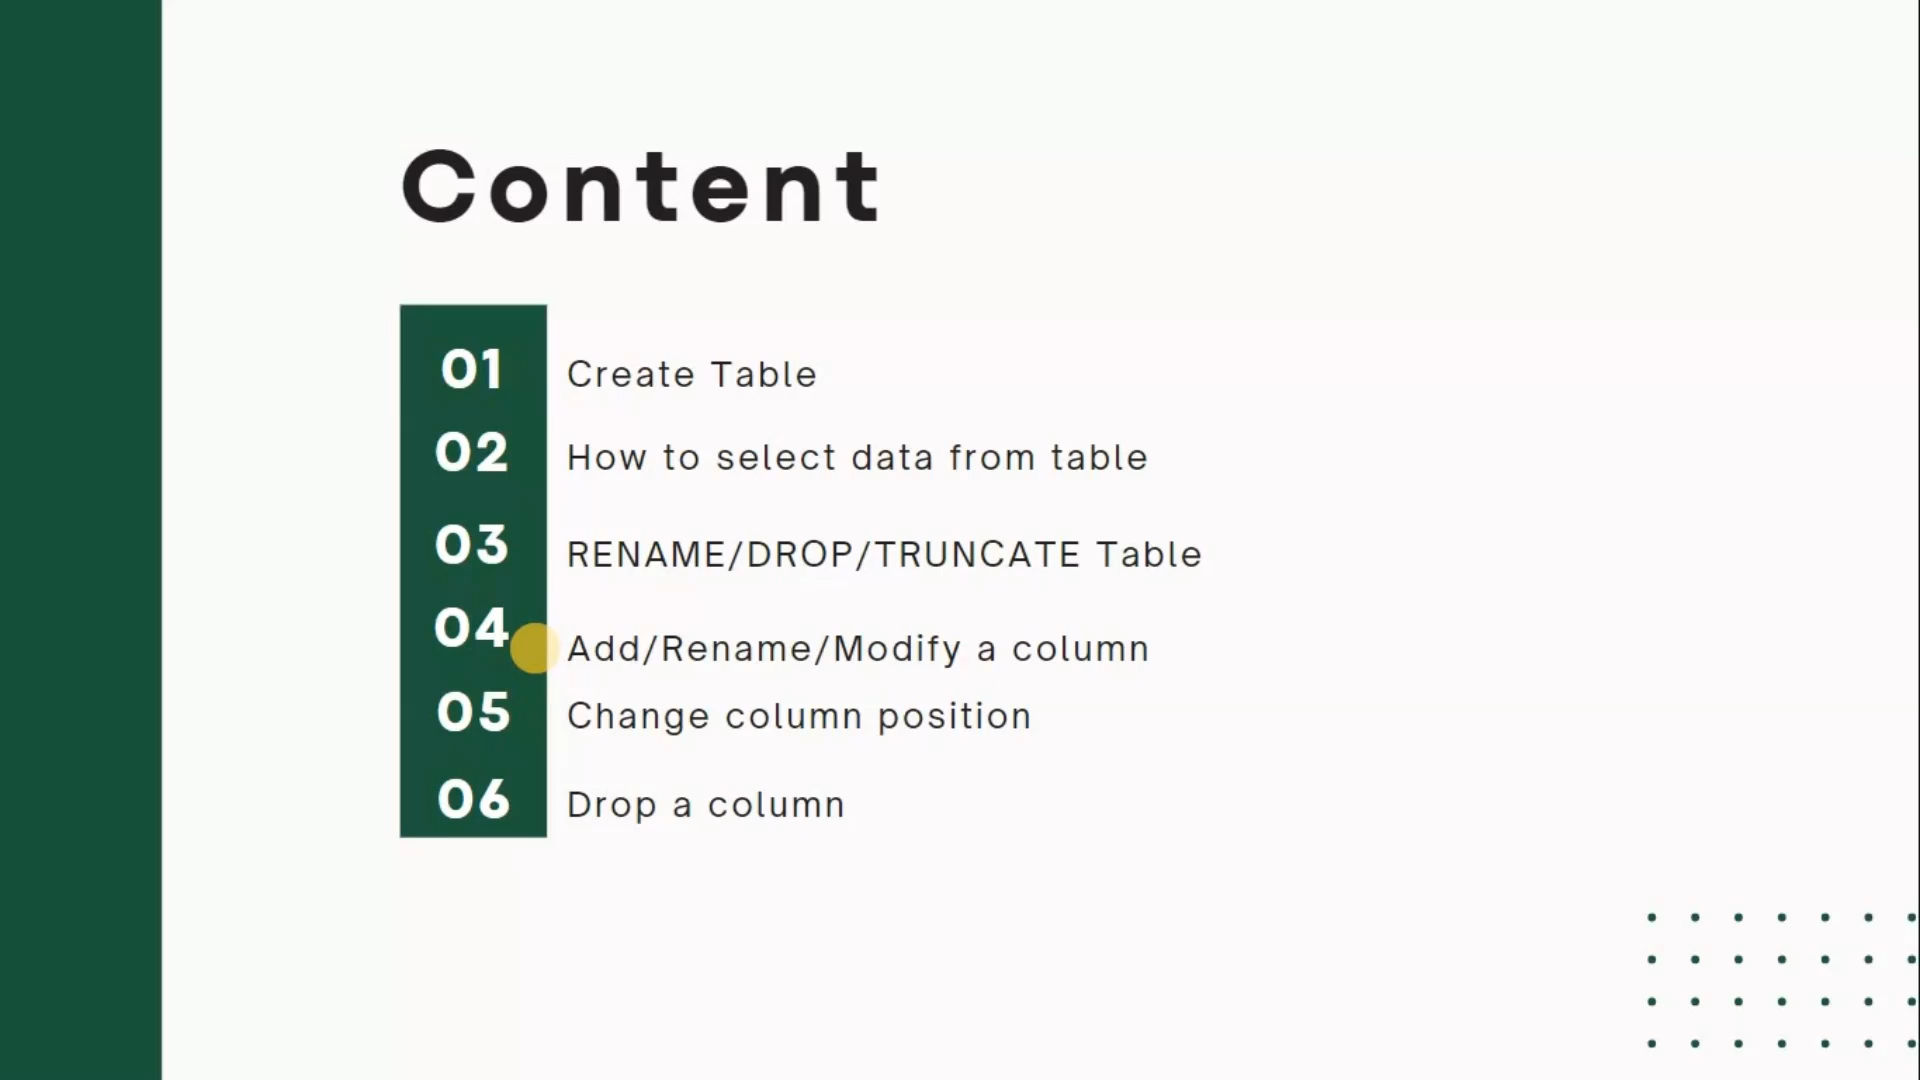 Content
01 Create Table
02 How to select data from table
03 RENAME/DROP/TRUNCATE Table
04 Add/Rename/Modify a column
05 Change column position
06 Drop a column